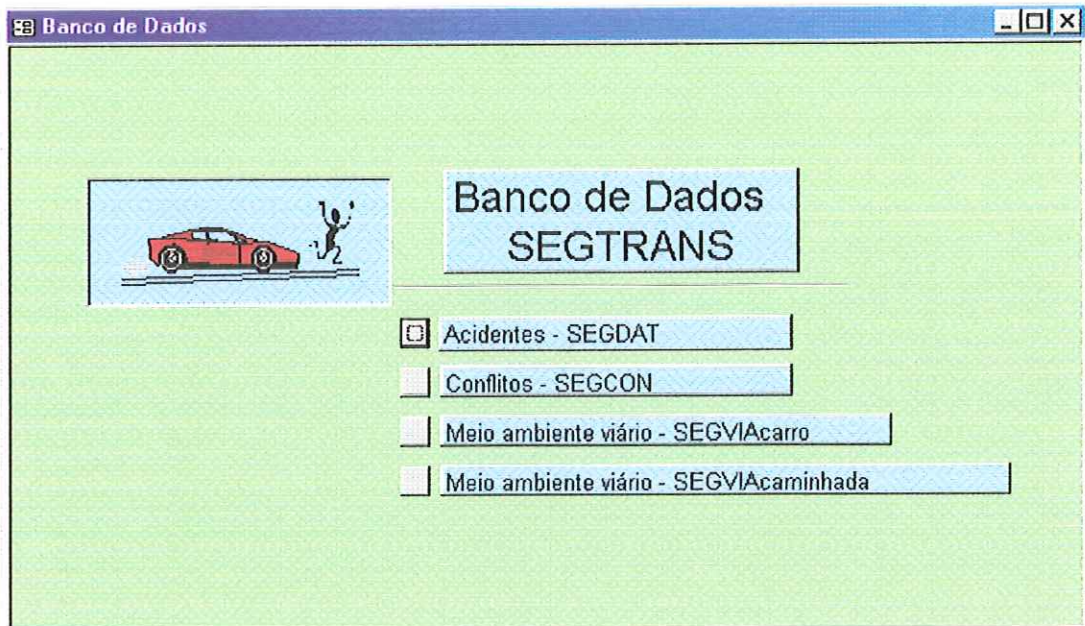 Banco de Dados
Banco de Dados
SEGTRANS
Acidentes - SEGDAT
Conflitos - SEGCON
Meio ambiente viário - SEGVIAcarro
Meio ambiente viário - SEGVIAcaminhada